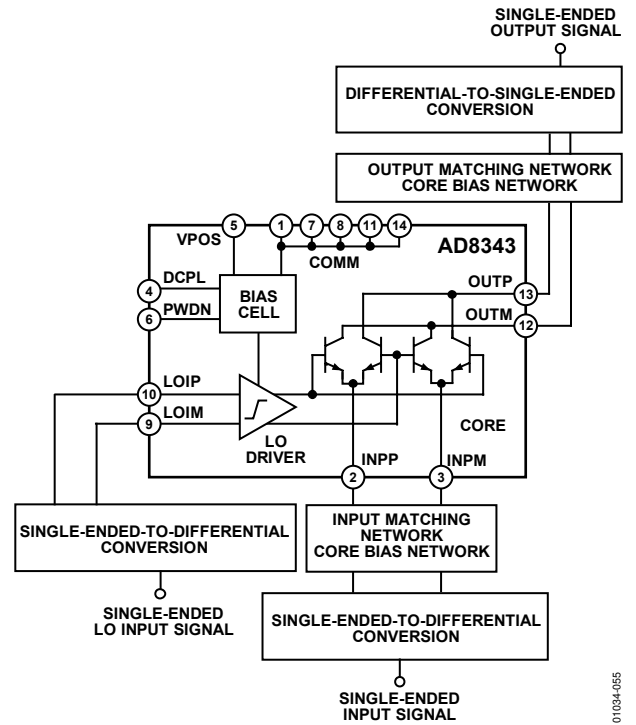 SINGLE-ENDED
OUTPUT SIGNAL
DIFFERENTIAL-TO-SINGLE-ENDED
CONVERSION
OUTPUT MATCHING NETWORK
CORE BIAS NETWORK
5
1
7
8
11
14
VPOS
COMM
AD8343
4
DCPL
6
PWDN
BIAS
CELL
OUTP
13
OUTM
12
10
LOIP
9
LOIM
LO
DRIVER
CORE
INPP
INPM
2
3
SINGLE-ENDED-TO-DIFFERENTIAL
CONVERSION
INPUT MATCHING
NETWORK
CORE BIAS NETWORK
SINGLE-ENDED
LO INPUT SIGNAL
SINGLE-ENDED-TO-DIFFERENTIAL
CONVERSION
SINGLE-ENDED
INPUT SIGNAL
01034-055